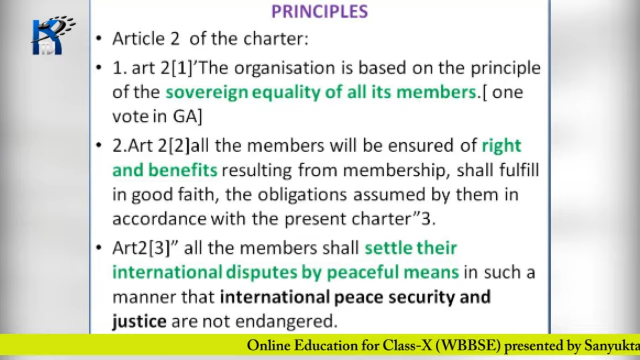 PRINCIPLES
• Article 2 of the charter:
• 1. art 2[1]'The organisation is based on the principle
of the sovereign equality of all its members.[ one
vote in GA]
• 2.Art 2[2]all the members will be ensured of right
and benefits resulting from membership, shall fulfill
in good faith, the obligations assumed by them in
accordance with the present charter"3.
• Art2[3]" all the members shall settle their
international disputes by peaceful means in such a
manner that international peace security and
justice are not endangered.
Online Education for Class-X (WBBSE) presented by Sanyukta